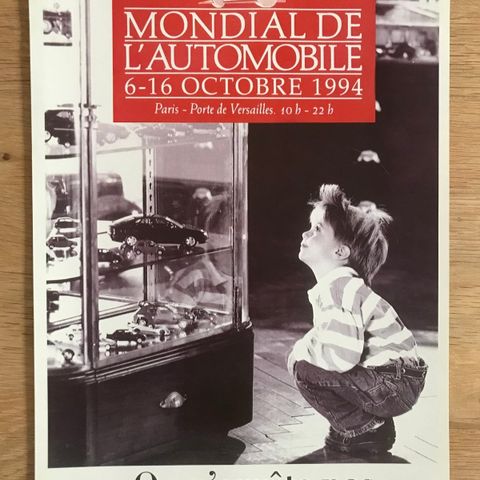 MONDIAL DE
L'AUTOMOBILE
6-16 OCTOBRE 1994
Paris - Porte de Versailles. 10 h - 22 h